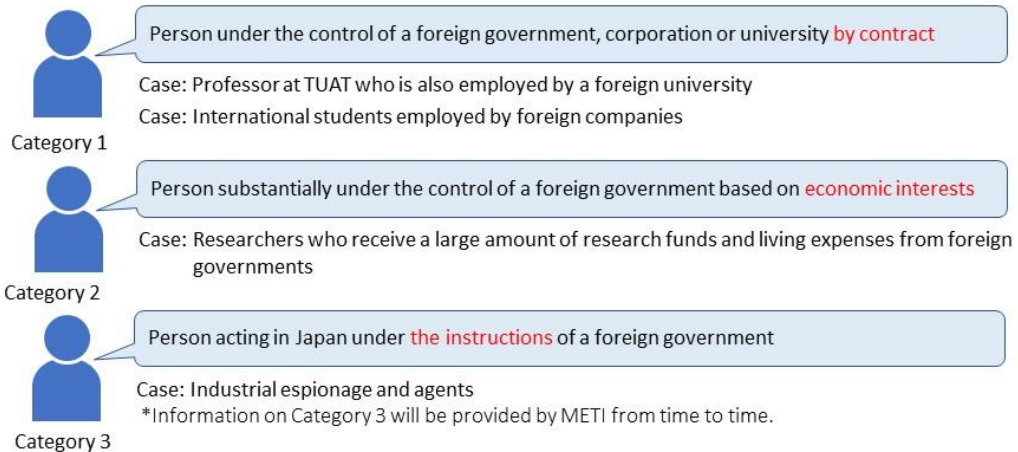 Person under the control of a foreign government, corporation or university by contract
Case: Professor at TUAT who is also employed by a foreign university
Case: International students employed by foreign companies
Category 1
Person substantially under the control of a foreign government based on economic interests
Case: Researchers who receive a large amount of research funds and living expenses from foreign
governments
Category 2
Person acting in Japan under the instructions of a foreign government
Case: Industrial espionage and agents
*Information on Category 3 will be provided by METI from time to time.
Category 3